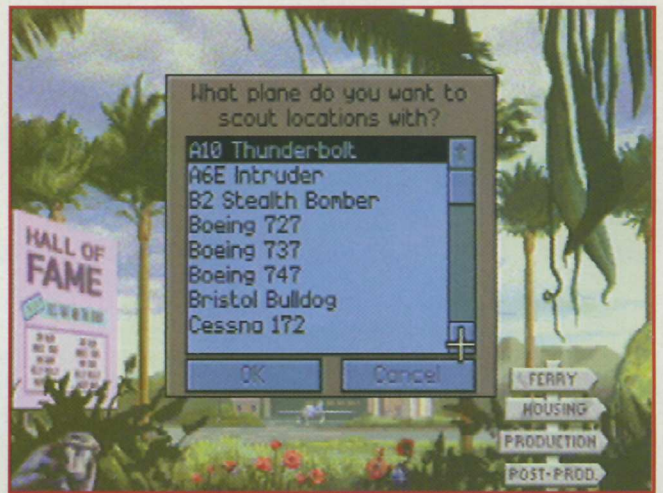 What plane do you want to
scout locations with?
A10 Thunderbolt
A6E Intruder
B2 Stealth Bomber
Boeing 727
Boeing 737
Boeing 747
Bristol Bulldog
Cessna 172
OK
Cancel
HALL OF
FAME
FERRY
HOUSING
PRODUCTION
POST-PROD.